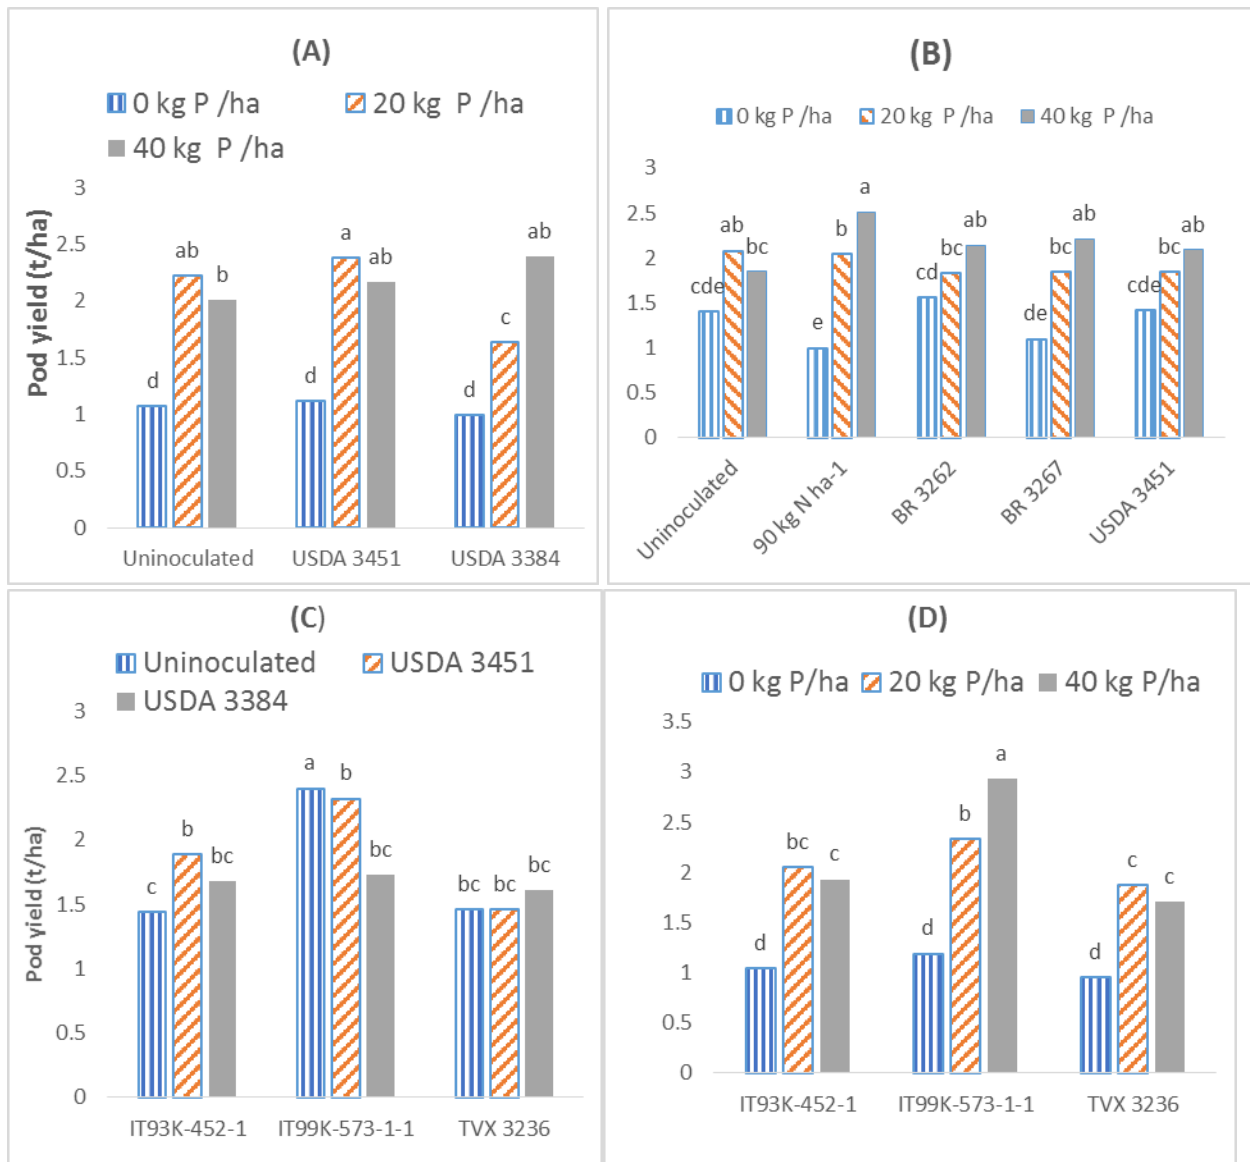 (A)
0 kg P /ha 20 kg P /ha
40 kg P /ha
Pod yield (t/ha)
3
2.5
2
1.5
1
0.5
0
d ab b
d a ab
d c ab
Uninoculated USDA 3451 USDA 3384
(B)
0 kg P /ha 20 kg P /ha 40 kg P /ha
3
2.5
2
1.5
1
0.5
0
cde ab bc
e b a
cd bc ab
de bc ab
cde bc ab
Uninoculated
90 kg N ha-1
BR 3262
BR 3267
USDA 3451
(C)
Uninoculated USDA 3451
USDA 3384
Pod yield (t/ha)
3
2.5
2
1.5
1
0.5
0
c b bc
a b bc
bc bc bc
IT93K-452-1 IT99K-573-1-1 TVX 3236
(D)
0 kg P/ha 20 kg P/ha 40 kg P/ha
3.5
3
2.5
2
1.5
1
0.5
0
d bc c
d b a
d c c
IT93K-452-1 IT99K-573-1-1 TVX 3236